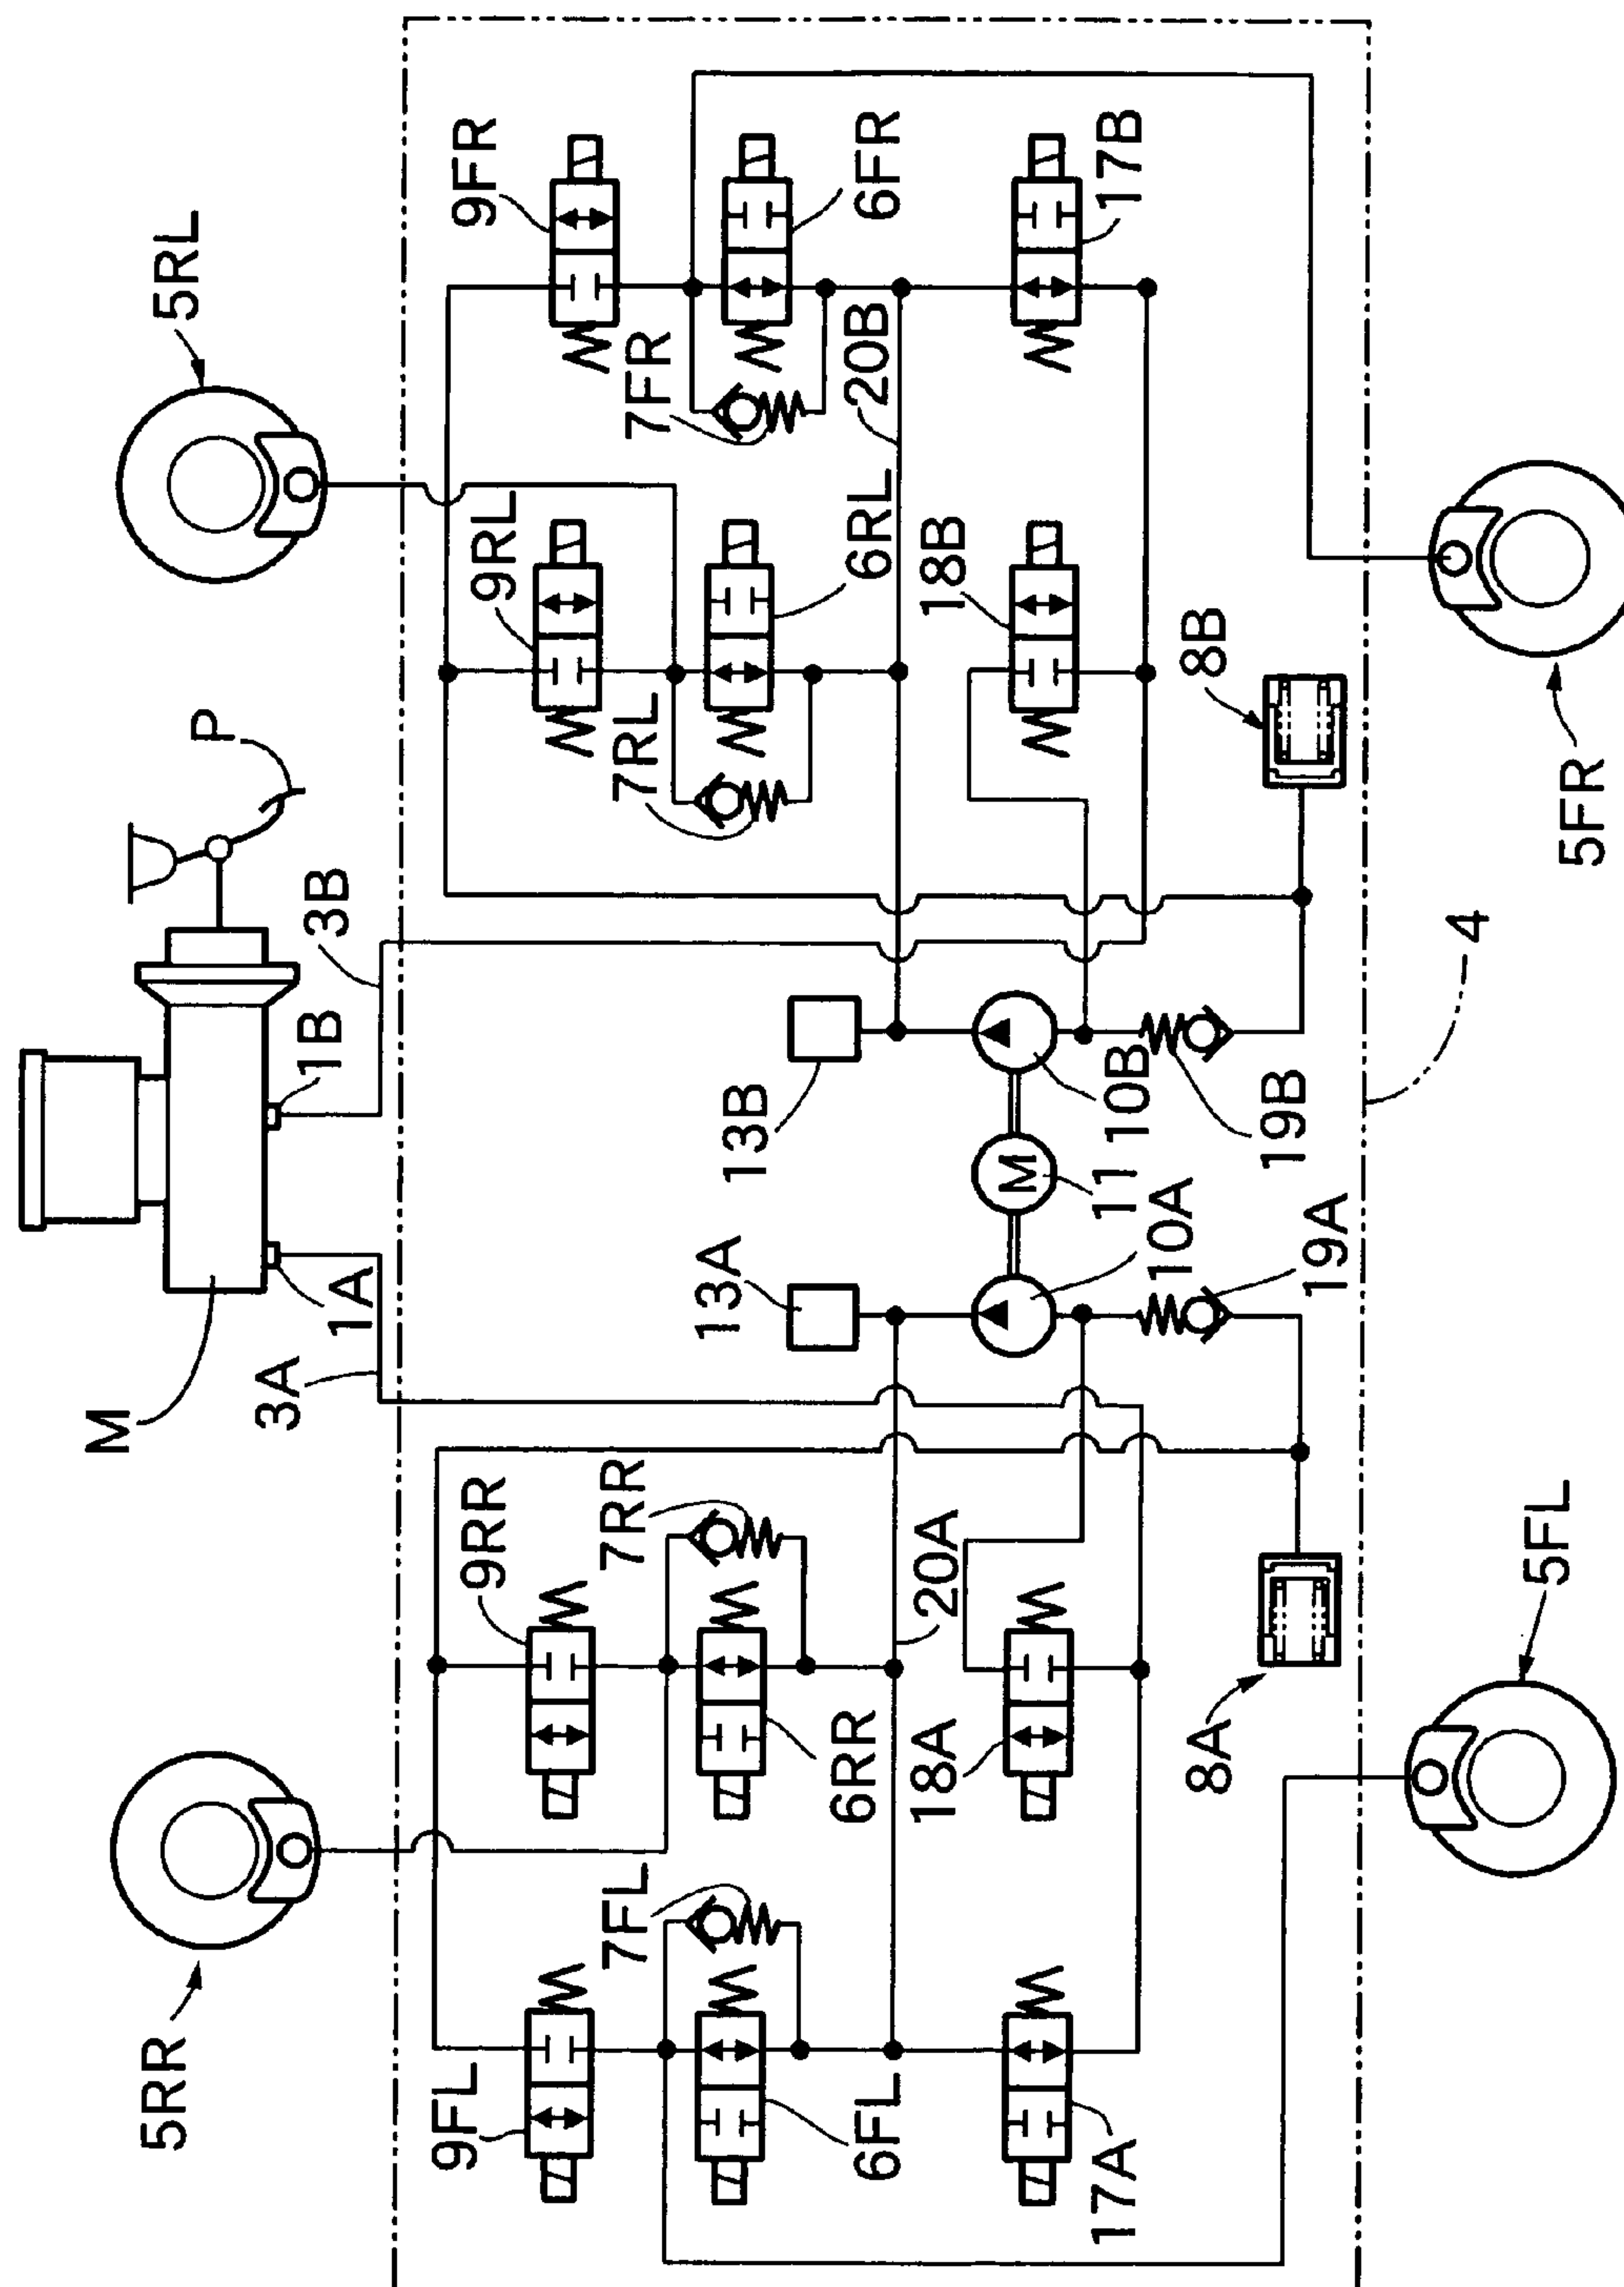 5RL
9FR
6FR
17B
7FR
20B
9RL
6RL
18B
7RL
8B
P
3B
1B
5FR
4
13B
10B
19B
M
11
M
1A
3A
13A
10A
19A
9RR
7RR
20A
5FL
5RR
6RR
18A
8A
9FL
7FL
6FL
17A